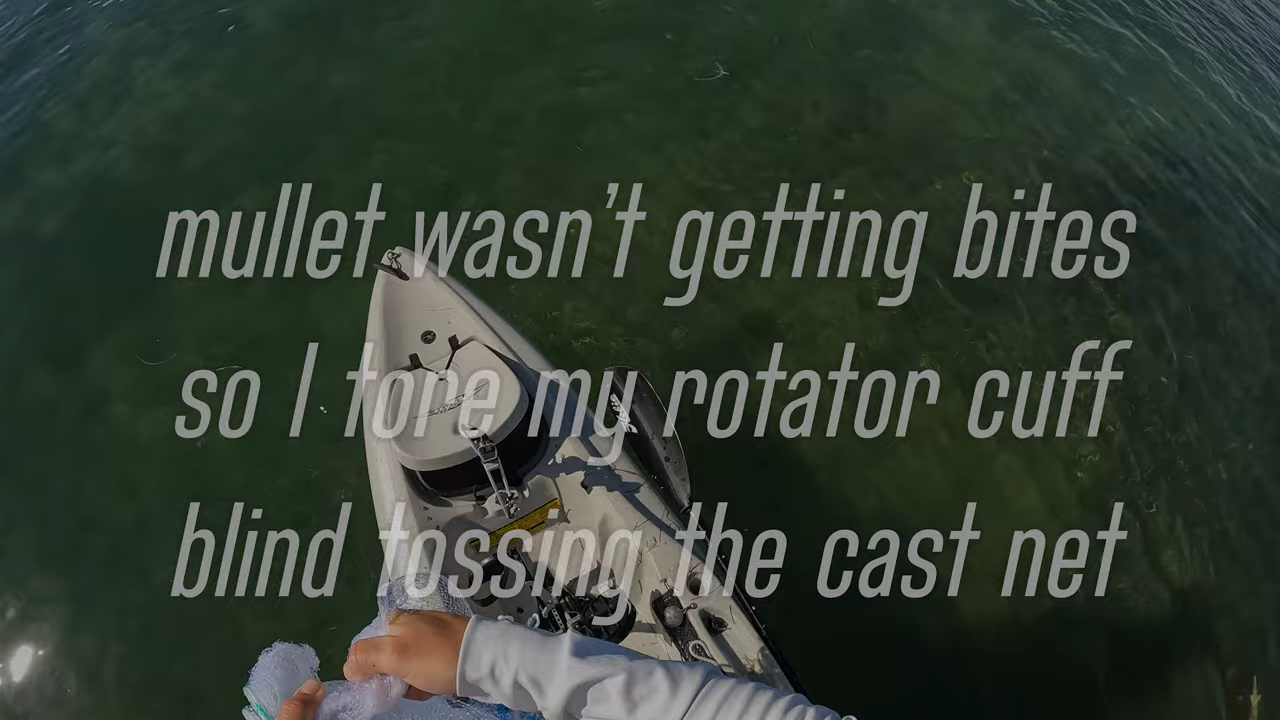 mullet wasn’t getting bites
so I tore my rotator cuff
blind tossing the cast net